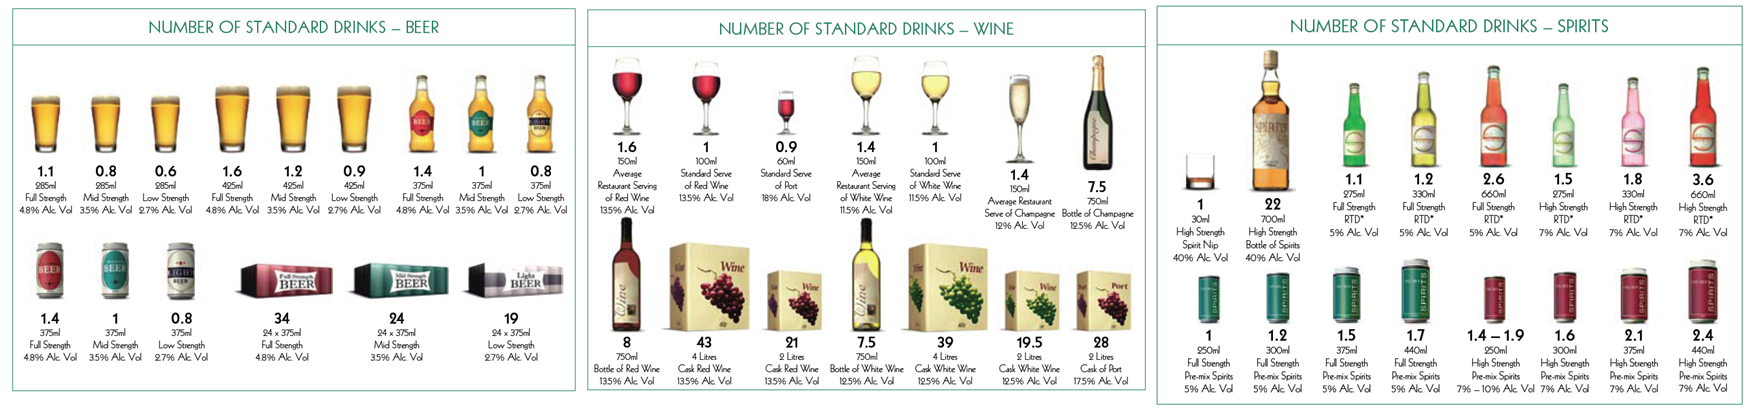 NUMBER OF STANDARD DRINKS – BEER
BEER
BEER
LIGHT
BEER
1.1
285ml
Full Strength
4.8% Alc. Vol
0.8
285ml
Mid Strength
3.5% Alc. Vol
0.6
285ml
Low Strength
2.7% Alc. Vol
1.6
425ml
Full Strength
4.8% Alc. Vol
1.2
425ml
Mid Strength
3.5% Alc. Vol
0.9
425ml
Low Strength
2.7% Alc. Vol
1.4
375ml
Full Strength
4.8% Alc. Vol
1
375ml
Mid Strength
3.5% Alc. Vol
0.8
375ml
Low Strength
2.7% Alc. Vol
BEER
BEER
LIGHT
BEER
Full Strength
BEER
Mid Strength
BEER
Light
BEER
1.4
375ml
Full Strength
4.8% Alc. Vol
1
375ml
Mid Strength
3.5% Alc. Vol
0.8
375ml
Low Strength
2.7% Alc. Vol
34
24 x 375ml
Full Strength
4.8% Alc. Vol
24
24 x 375ml
Mid Strength
3.5% Alc. Vol
19
24 x 375ml
Low Strength
2.7% Alc. Vol
NUMBER OF STANDARD DRINKS – WINE
Champagne
1.6
150ml
Average
Restaurant Serving
of Red Wine
13.5% Alc. Vol
1
100ml
Standard Serve
of Red Wine
13.5% Alc. Vol
0.9
60ml
Standard Serve
of Port
18% Alc. Vol
1.4
150ml
Average
Restaurant Serving
of White Wine
11.5% Alc. Vol
1
100ml
Standard Serve
of White Wine
11.5% Alc. Vol
1.4
150ml
Average Restaurant
Serve of Champagne
12% Alc. Vol
7.5
750ml
Bottle of Champagne
12.5% Alc. Vol
Wine
Wine
Wine
Wine
Wine
Wine
Port
8
750ml
Bottle of Red Wine
13.5% Alc. Vol
43
4 Litres
Cask Red Wine
13.5% Alc. Vol
21
2 Litres
Cask Red Wine
13.5% Alc. Vol
7.5
750ml
Bottle of White Wine
12.5% Alc. Vol
39
4 Litres
Cask White Wine
12.5% Alc. Vol
19.5
2 Litres
Cask White Wine
12.5% Alc. Vol
28
2 Litres
Cask of Port
17.5% Alc. Vol
NUMBER OF STANDARD DRINKS – SPIRITS
SPIRITS
1
30ml
High Strength
Spirit Nip
40% Alc. Vol
22
700ml
High Strength
Bottle of Spirits
40% Alc. Vol
1.1
275ml
Full Strength
RTD*
5% Alc. Vol
1.2
330ml
Full Strength
RTD*
5% Alc. Vol
2.6
660ml
Full Strength
RTD*
5% Alc. Vol
1.5
275ml
High Strength
RTD*
7% Alc. Vol
1.8
330ml
High Strength
RTD*
7% Alc. Vol
3.6
660ml
High Strength
RTD*
7% Alc. Vol
SPIRITS
SPIRITS
SPIRITS
SPIRITS
SPIRITS
SPIRITS
SPIRITS
SPIRITS
1
250ml
Full Strength
Pre-mix Spirits
5% Alc. Vol
1.2
300ml
Full Strength
Pre-mix Spirits
5% Alc. Vol
1.5
375ml
Full Strength
Pre-mix Spirits
5% Alc. Vol
1.7
440ml
Full Strength
Pre-mix Spirits
5% Alc. Vol
1.4 – 1.9
250ml
High Strength
Pre-mix Spirits
7% – 10% Alc. Vol
1.6
300ml
High Strength
Pre-mix Spirits
7% Alc. Vol
2.1
375ml
High Strength
Pre-mix Spirits
7% Alc. Vol
2.4
440ml
High Strength
Pre-mix Spirits
7% Alc. Vol